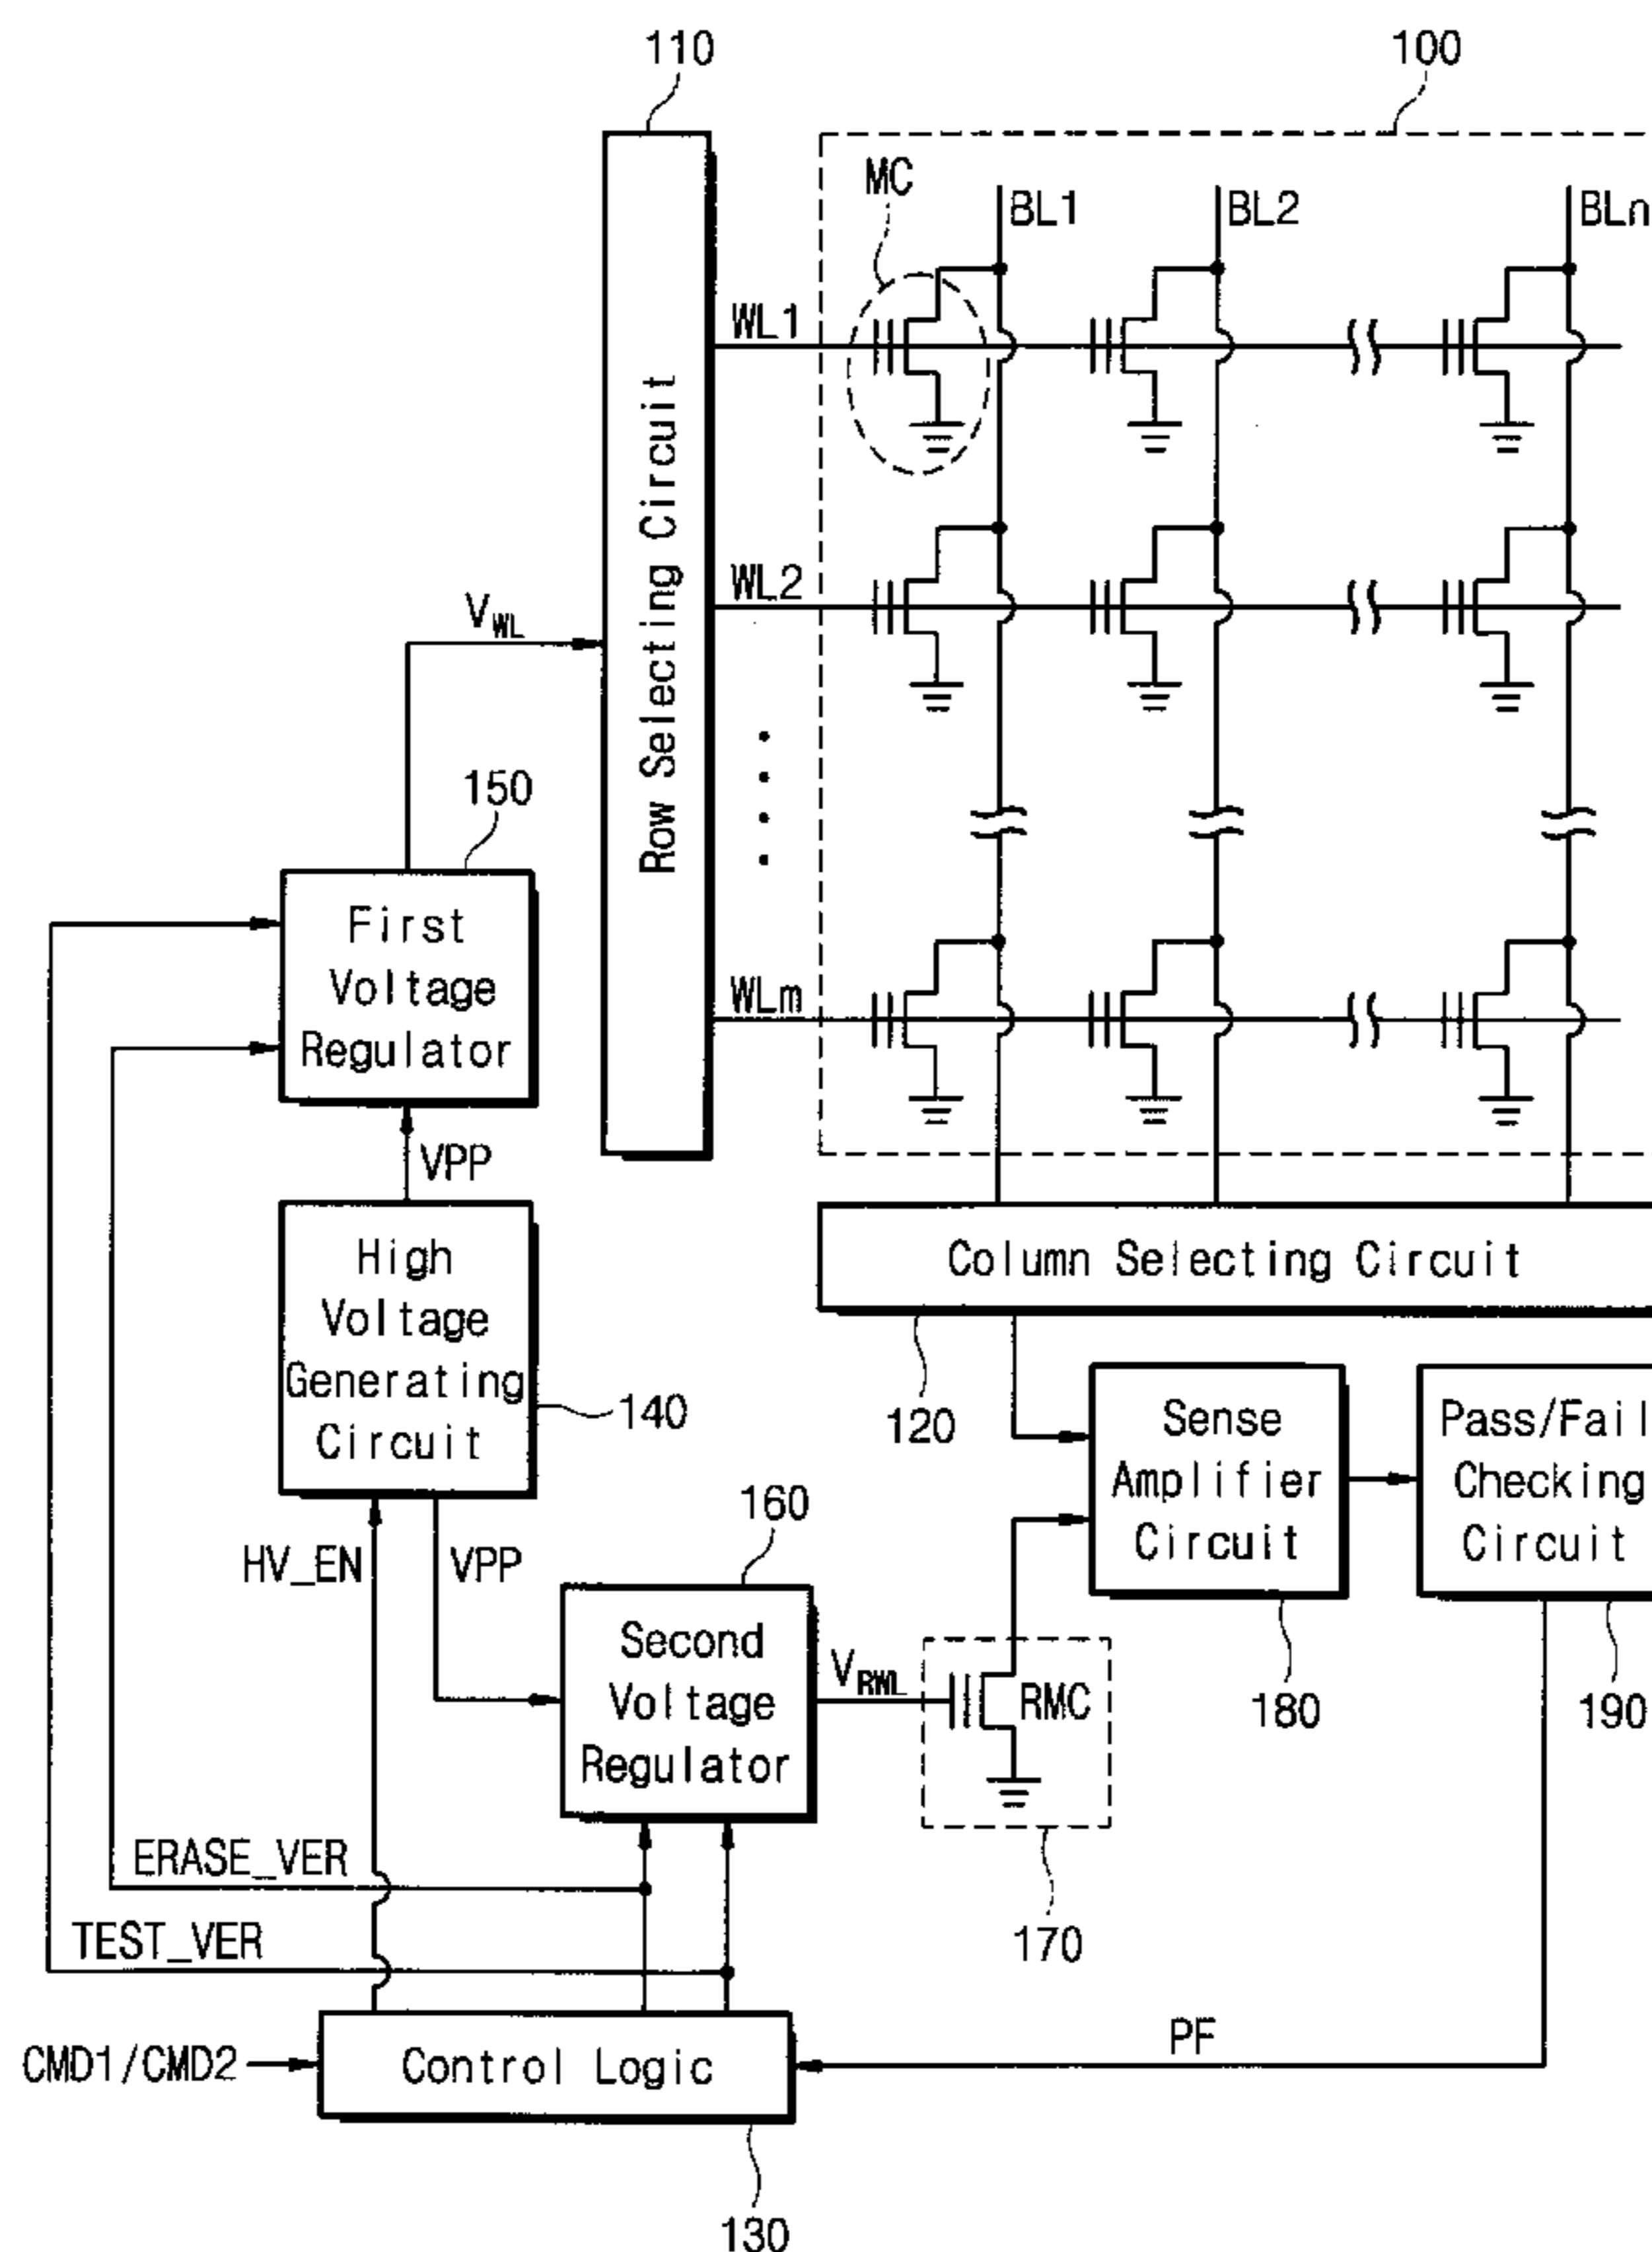 110
100
MC
BL1
BL2
BLn
WL1
Row Selecting Circuit
WL2
VWL
150
First
Voltage
Regulator
WLm
VPP
High
Voltage
Generating
Circuit
140
Column Selecting Circuit
120
Sense
Amplifier
Circuit
Pass/Fail
Checking
Circuit
160
HV_EN
VPP
Second
Voltage
Regulator
VRWL
RMC
180
190
ERASE_VER
170
TEST_VER
CMD1/CMD2
Control Logic
PF
130